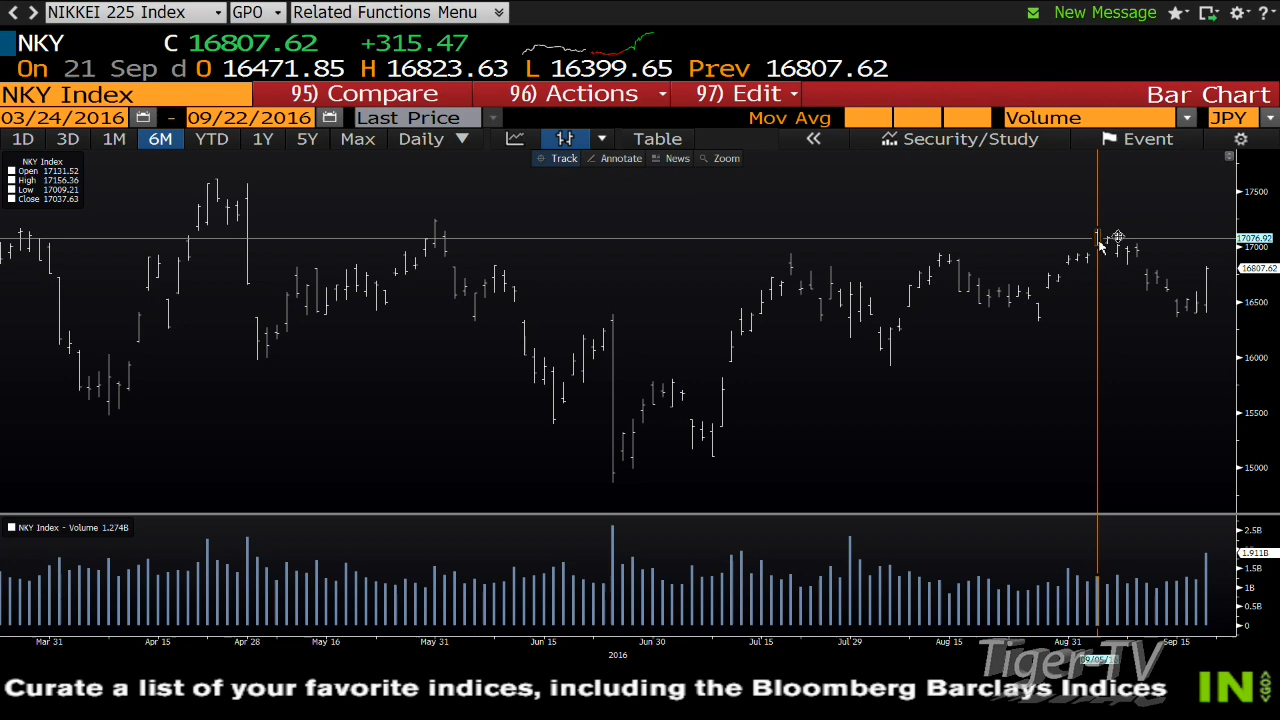 NIKKEI 225 Index GPO Related Functions Menu New Message ?
NKY C 16807.62 +315.47
On 21 Sep d O 16471.85 H 16823.63 L 16399.65 Prev 16807.62
NKY Index 95) Compare 96) Actions 97) Edit Bar Chart
03/24/2016 - 09/22/2016 Last Price Mov Avg Volume JPY
1D 3D 1M 6M YTD 1Y 5Y Max Daily Table Security/Study Event
Track Annotate News Zoom
NKY Index
Open 17131.52
High 17156.36
Low 17009.21
Close 17037.63
17500
17076.92
17000
16807.62
16500
16000
15500
15000
NKY Index - Volume 1.274B
2.5B
1.911B
1.5B
1B
0.5B
0
Mar 31 Apr 15 Apr 28 May 16 May 31 Jun 15 Jun 30 Jul 15 Jul 29 Aug 15 Aug 31 Sep 15
2016
Tiger-TV
Curate a list of your favorite indices, including the Bloomberg Barclays Indices
IN
GO